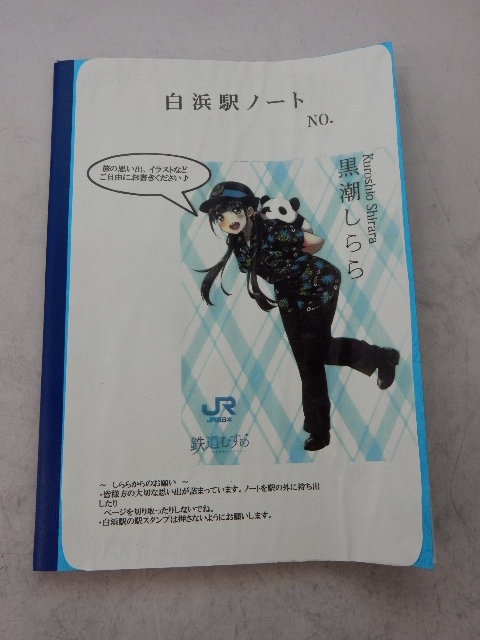 白浜駅ノート
NO.
旅の思い出、イラストなど
ご自由にお書きください♪
Kuroshio Shirara
黒潮しらら
JR
JR西日本
鉄道むすめ
～ しららからのお願い ～
・皆様方の大切な思い出が詰まっています。ノートを駅の外に持ち出
したり
ページを切り取ったりしないでね。
・白浜駅の駅スタンプは押さないようにお願いします。